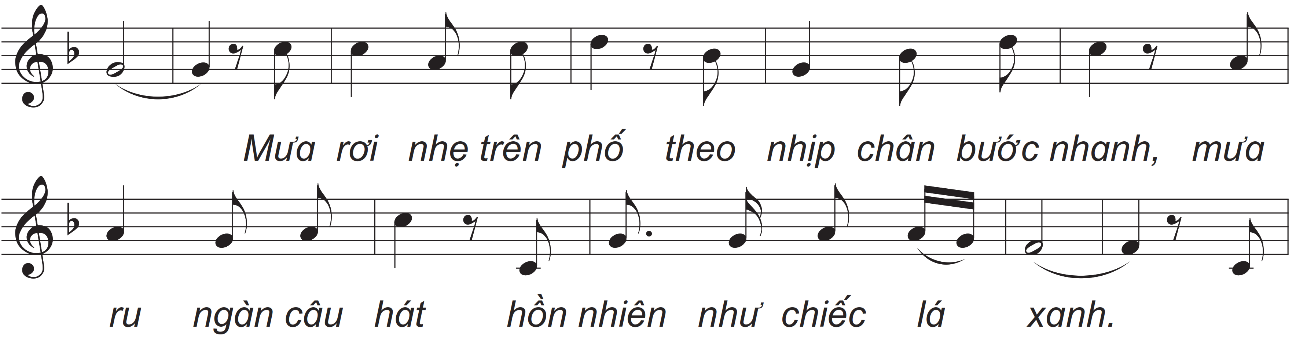 Mưa rơi nhẹ trên phố theo nhịp chân bước nhanh, mưa
ru ngàn câu hát hồn nhiên như chiếc lá xanh.